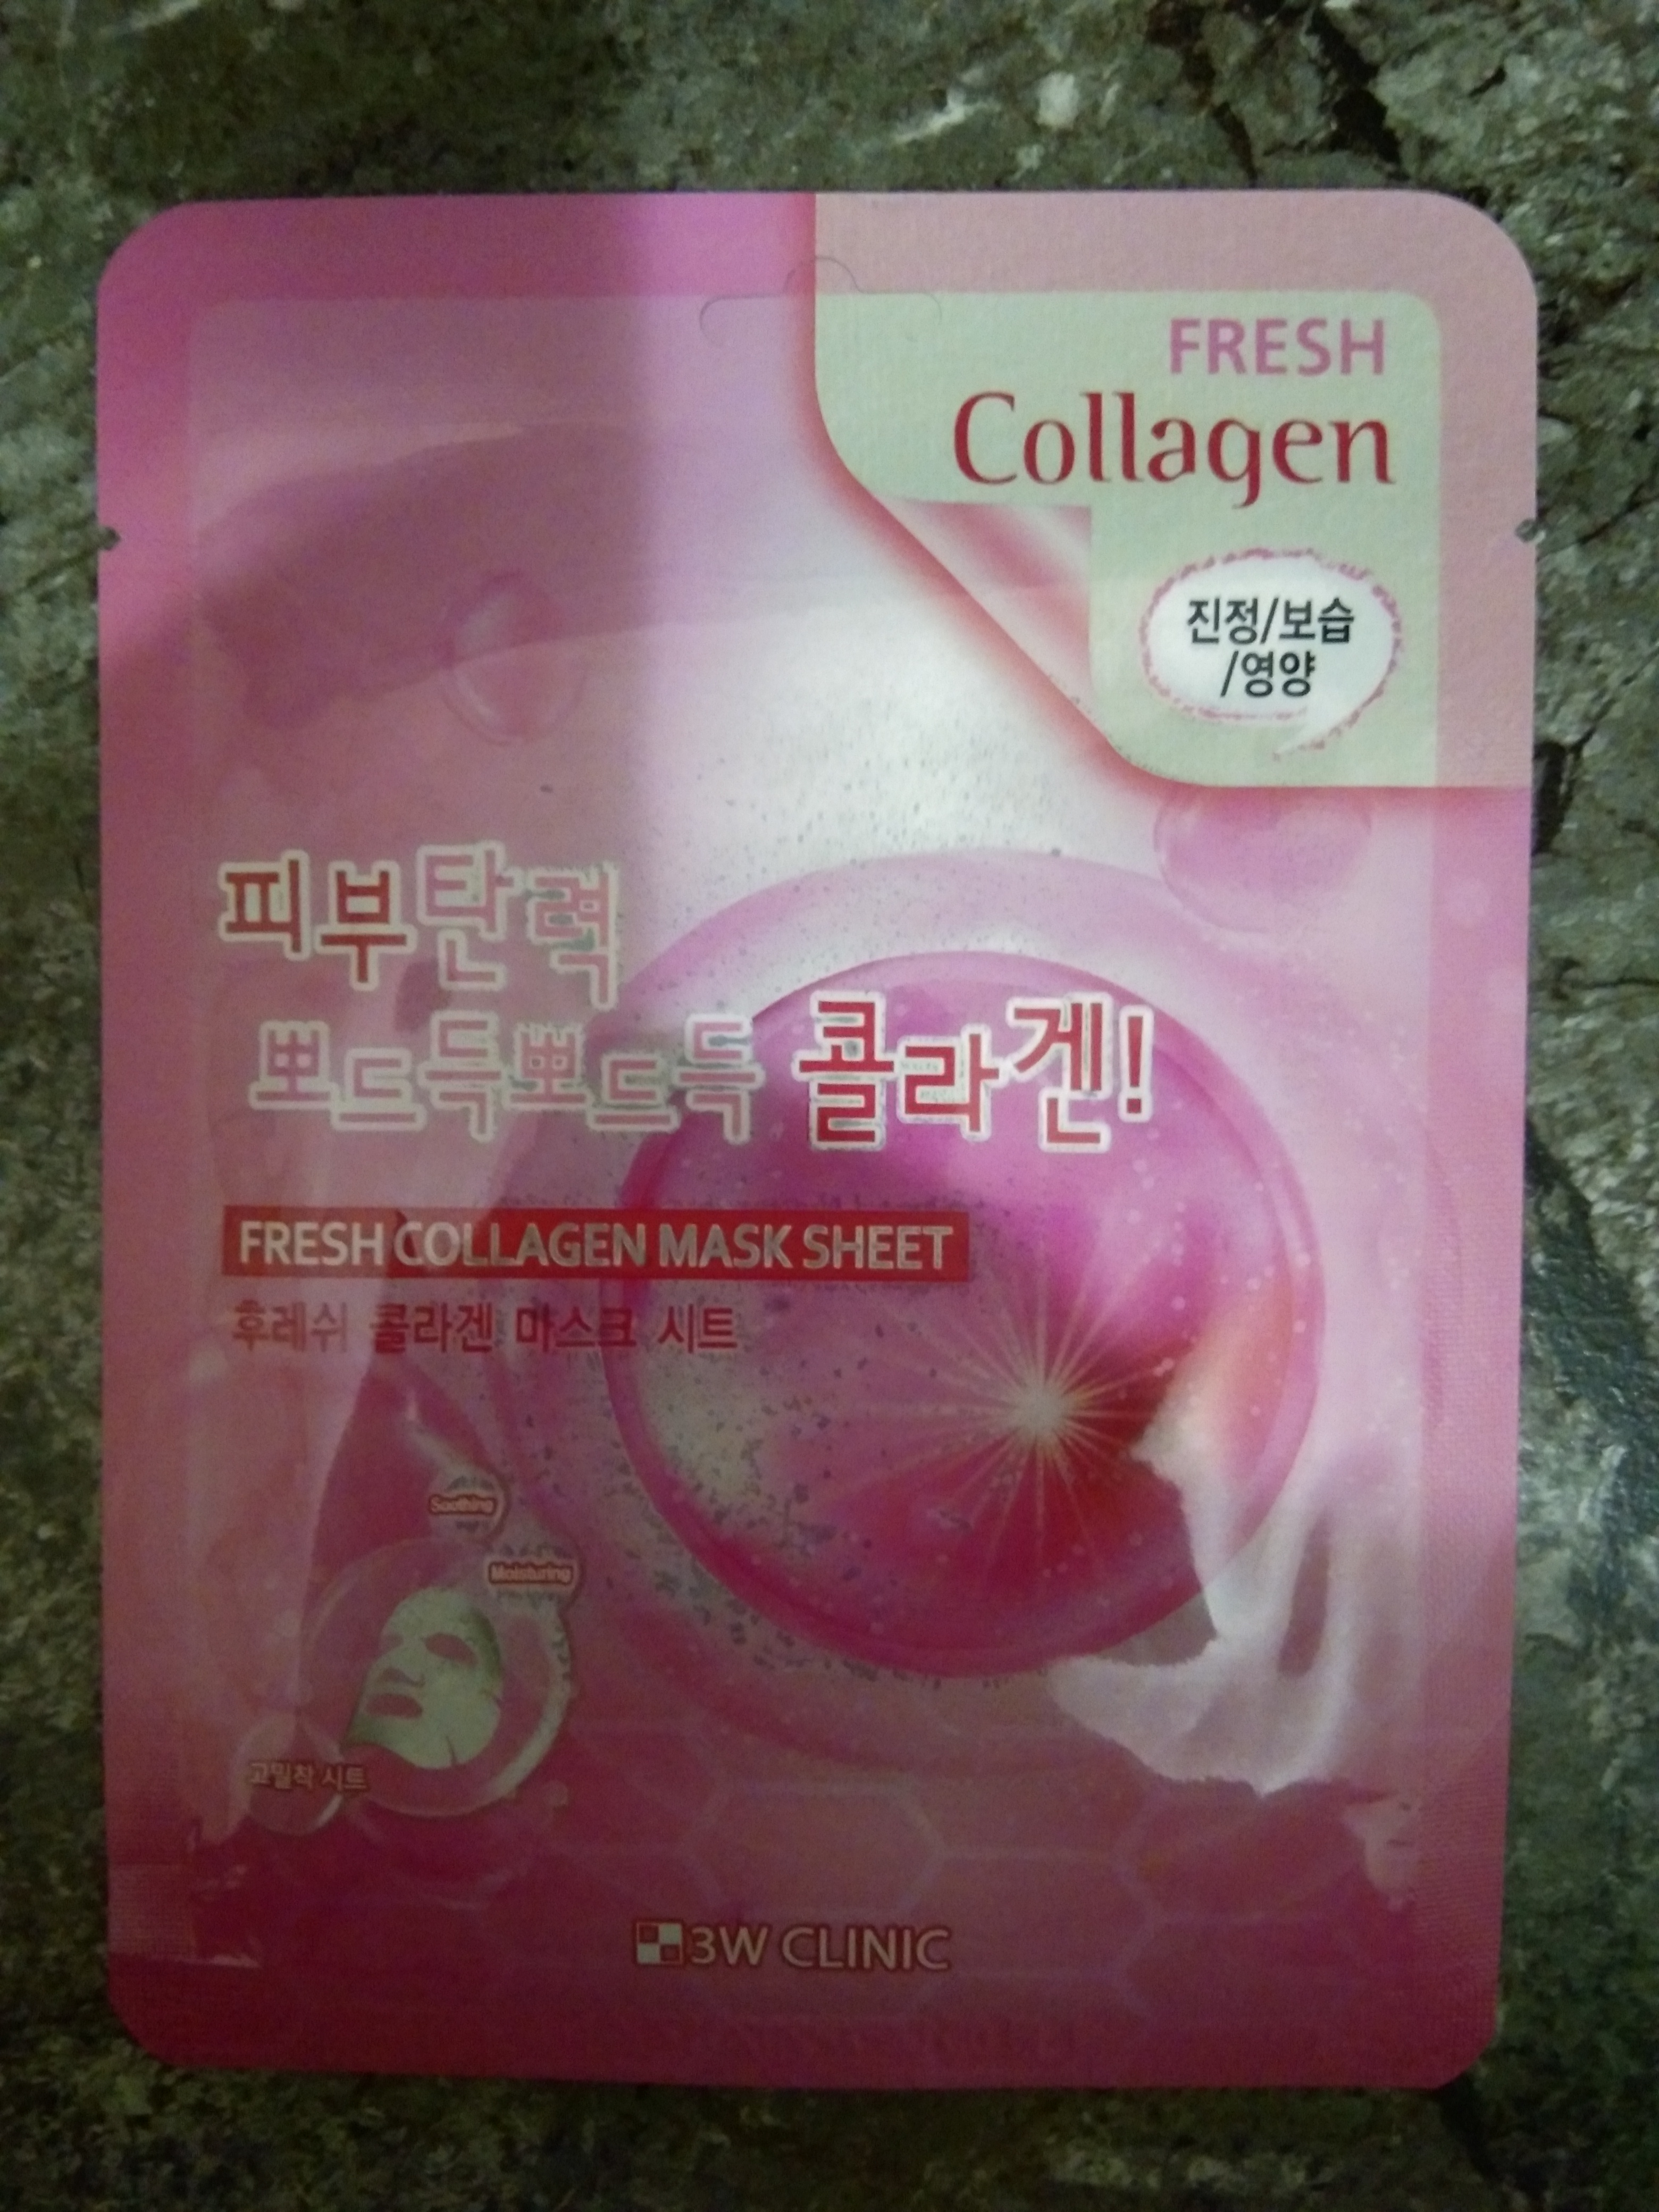 FRESH
Collagen
진정/보습
/영양
피부탄력
뽀드득뽀드득 콜라겐!
FRESH COLLAGEN MASK SHEET
후레쉬 콜라겐 마스크 시트
Soothing
Moisturing
고밀착 시트
3W CLINIC